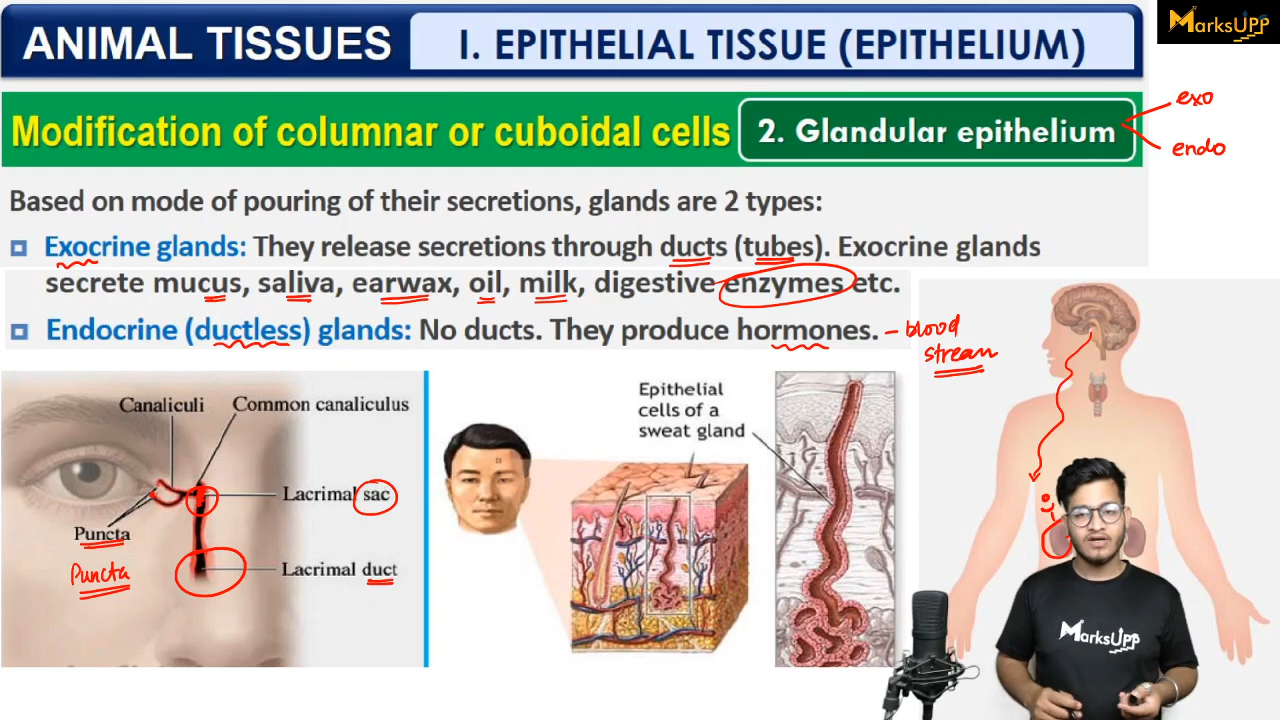 ANIMAL TISSUES
I. EPITHELIAL TISSUE (EPITHELIUM)
MarksUPP
Modification of columnar or cuboidal cells
2. Glandular epithelium
exo
endo
Based on mode of pouring of their secretions, glands are 2 types:
Exocrine glands: They release secretions through ducts (tubes). Exocrine glands
secrete mucus, saliva, earwax, oil, milk, digestive enzymes etc.
Endocrine (ductless) glands: No ducts. They produce hormones.
– blood
stream
Canaliculi
Common canaliculus
Lacrimal sac
Puncta
Puncta
Lacrimal duct
Epithelial
cells of a
sweat gland
MarksUPP